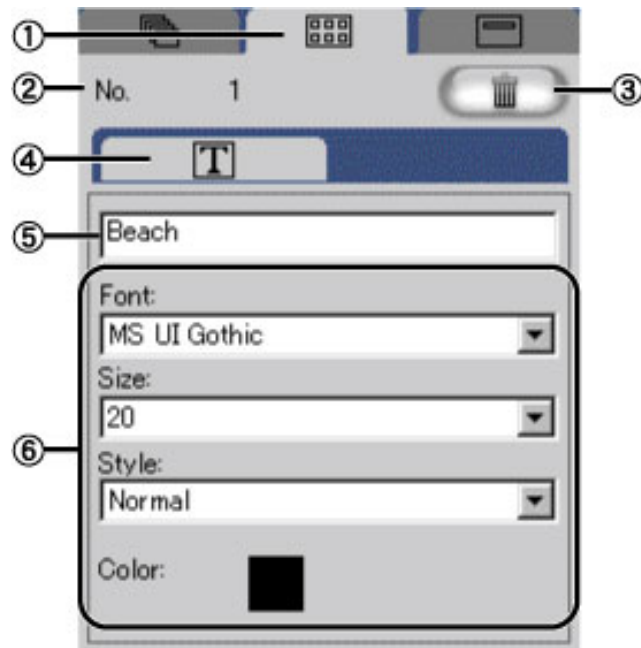 ①
② No. 1 ③
④ T
⑤ Beach
Font:
MS UI Gothic
Size:
20
⑥
Style:
Normal
Color: